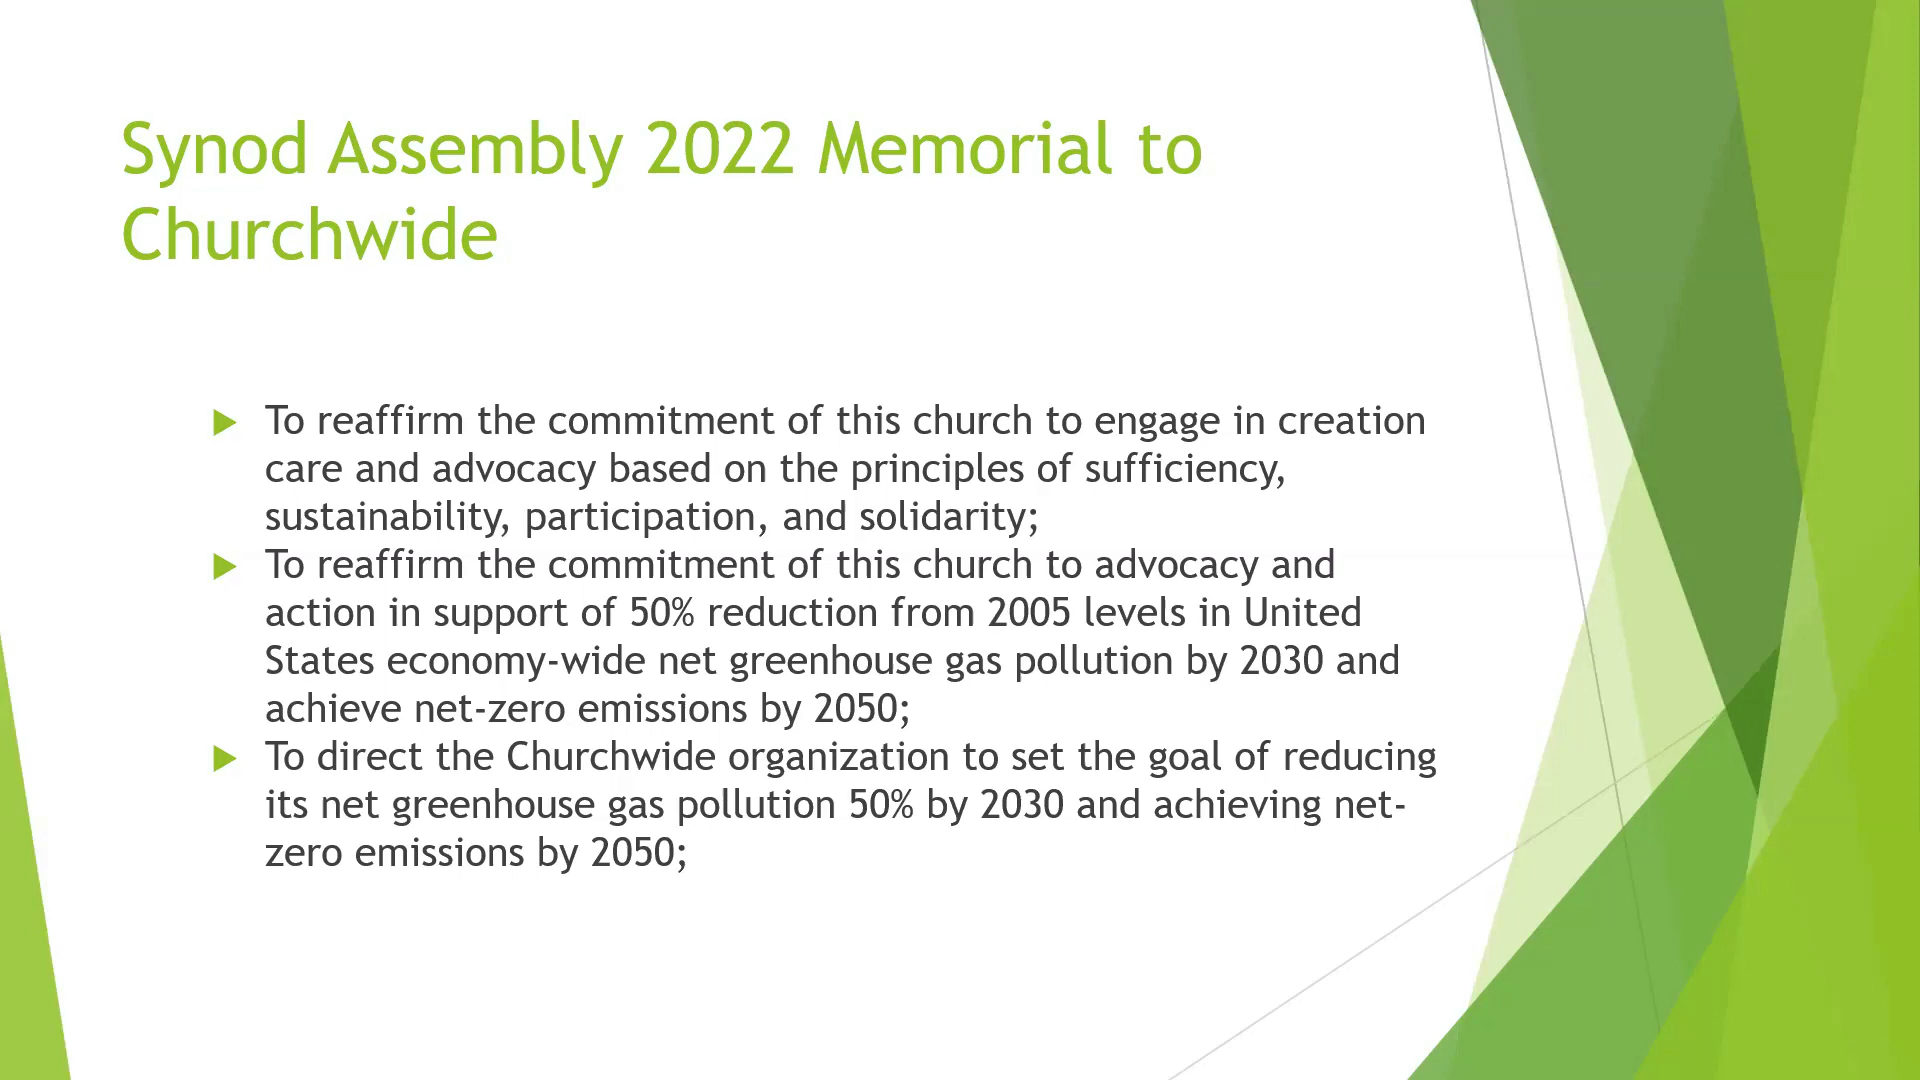 Synod Assembly 2022 Memorial to
Churchwide
To reaffirm the commitment of this church to engage in creation
care and advocacy based on the principles of sufficiency,
sustainability, participation, and solidarity;
To reaffirm the commitment of this church to advocacy and
action in support of 50% reduction from 2005 levels in United
States economy-wide net greenhouse gas pollution by 2030 and
achieve net-zero emissions by 2050;
To direct the Churchwide organization to set the goal of reducing
its net greenhouse gas pollution 50% by 2030 and achieving net-
zero emissions by 2050;